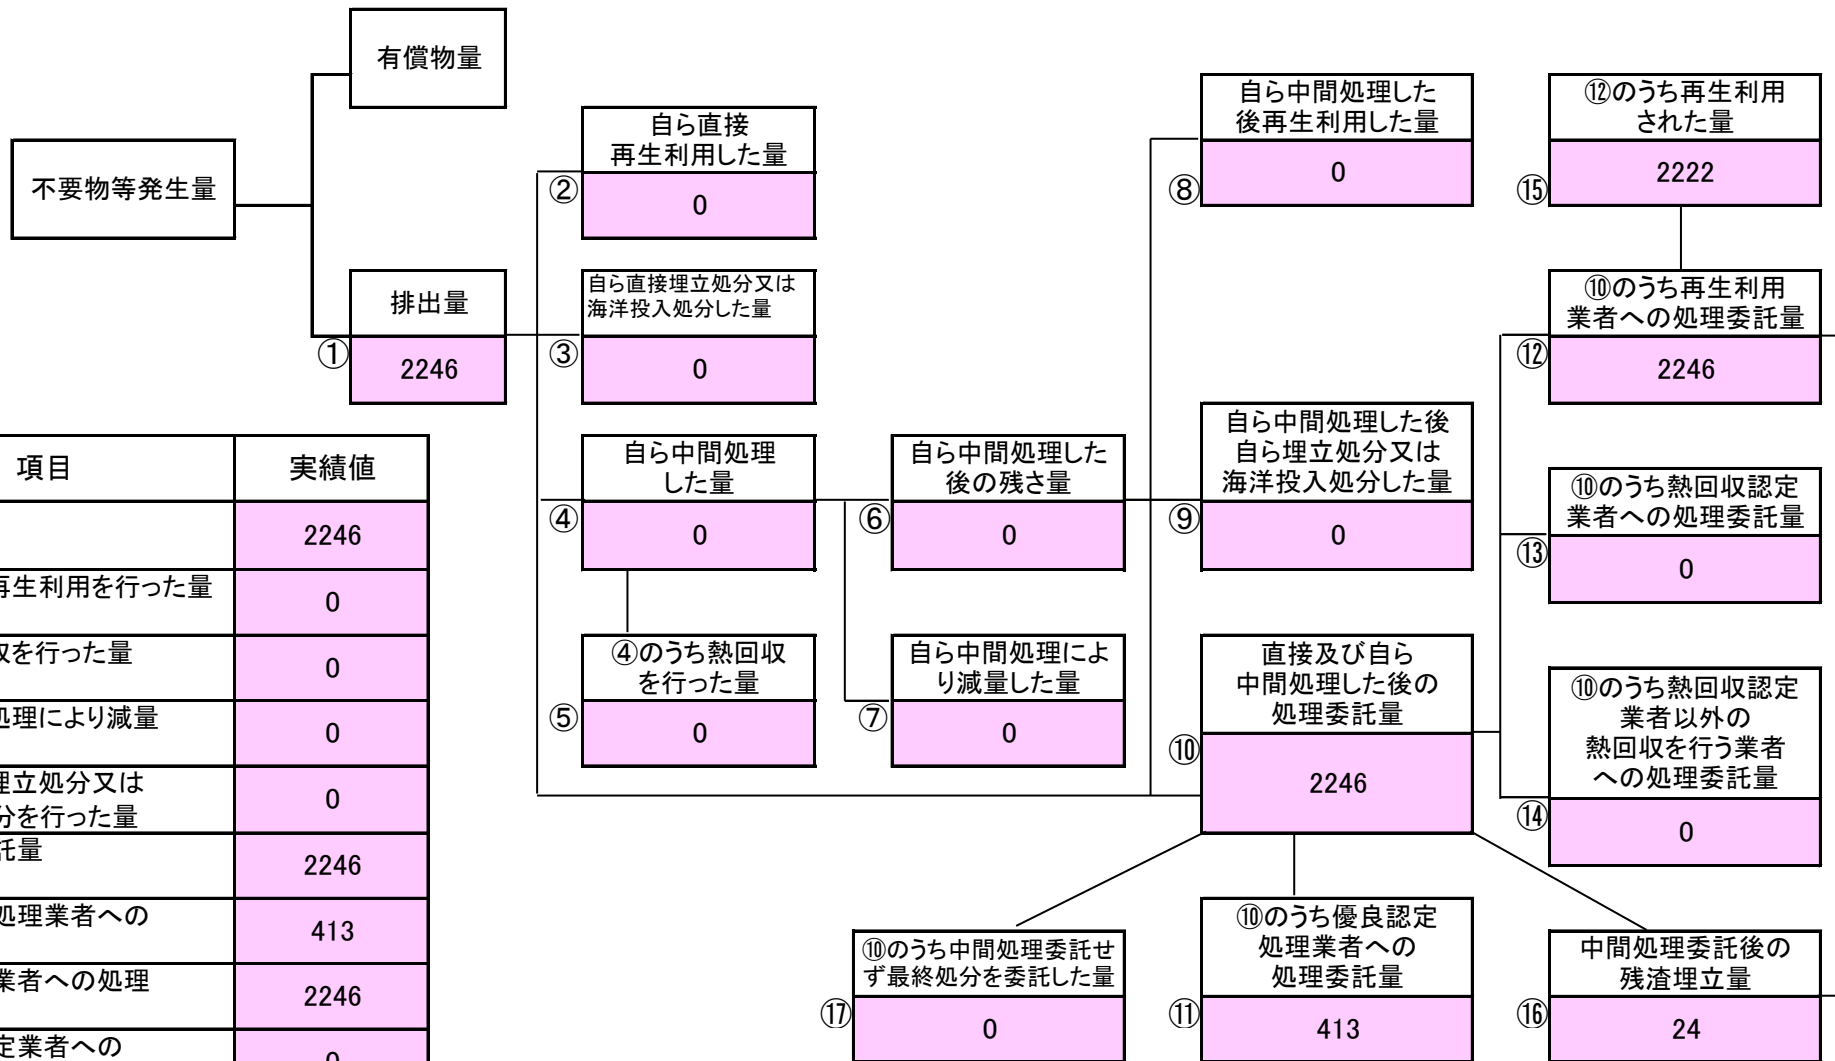 有償物量
不要物等発生量
排出量
①
2246
自ら直接
再生利用した量
②
0
自ら直接埋立処分又は
海洋投入処分した量
③
0
自ら中間処理
した量
④
0
④のうち熱回収
を行った量
⑤
0
自ら中間処理した
後の残さ量
⑥
0
自ら中間処理によ
り減量した量
⑦
0
自ら中間処理した
後再生利用した量
⑧
0
自ら中間処理した後
自ら埋立処分又は
海洋投入処分した量
⑨
0
直接及び自ら
中間処理した後の
処理委託量
⑩
2246
⑫のうち再生利用
された量
⑮
2222
⑩のうち再生利用
業者への処理委託量
⑫
2246
⑩のうち熱回収認定
業者への処理委託量
⑬
0
⑩のうち熱回収認定
業者以外の
熱回収を行う業者
への処理委託量
⑭
0
⑩のうち中間処理委託せ
ず最終処分を委託した量
⑰
0
⑩のうち優良認定
処理業者への
処理委託量
⑪
413
中間処理委託後の
残渣埋立量
⑯
24
項目 実績値
2246
再生利用を行った量
0
を行った量
0
処理により減量
0
埋立処分又は
分を行った量
0
託量
2246
処理業者への
413
業者への処理
2246
定業者への
0